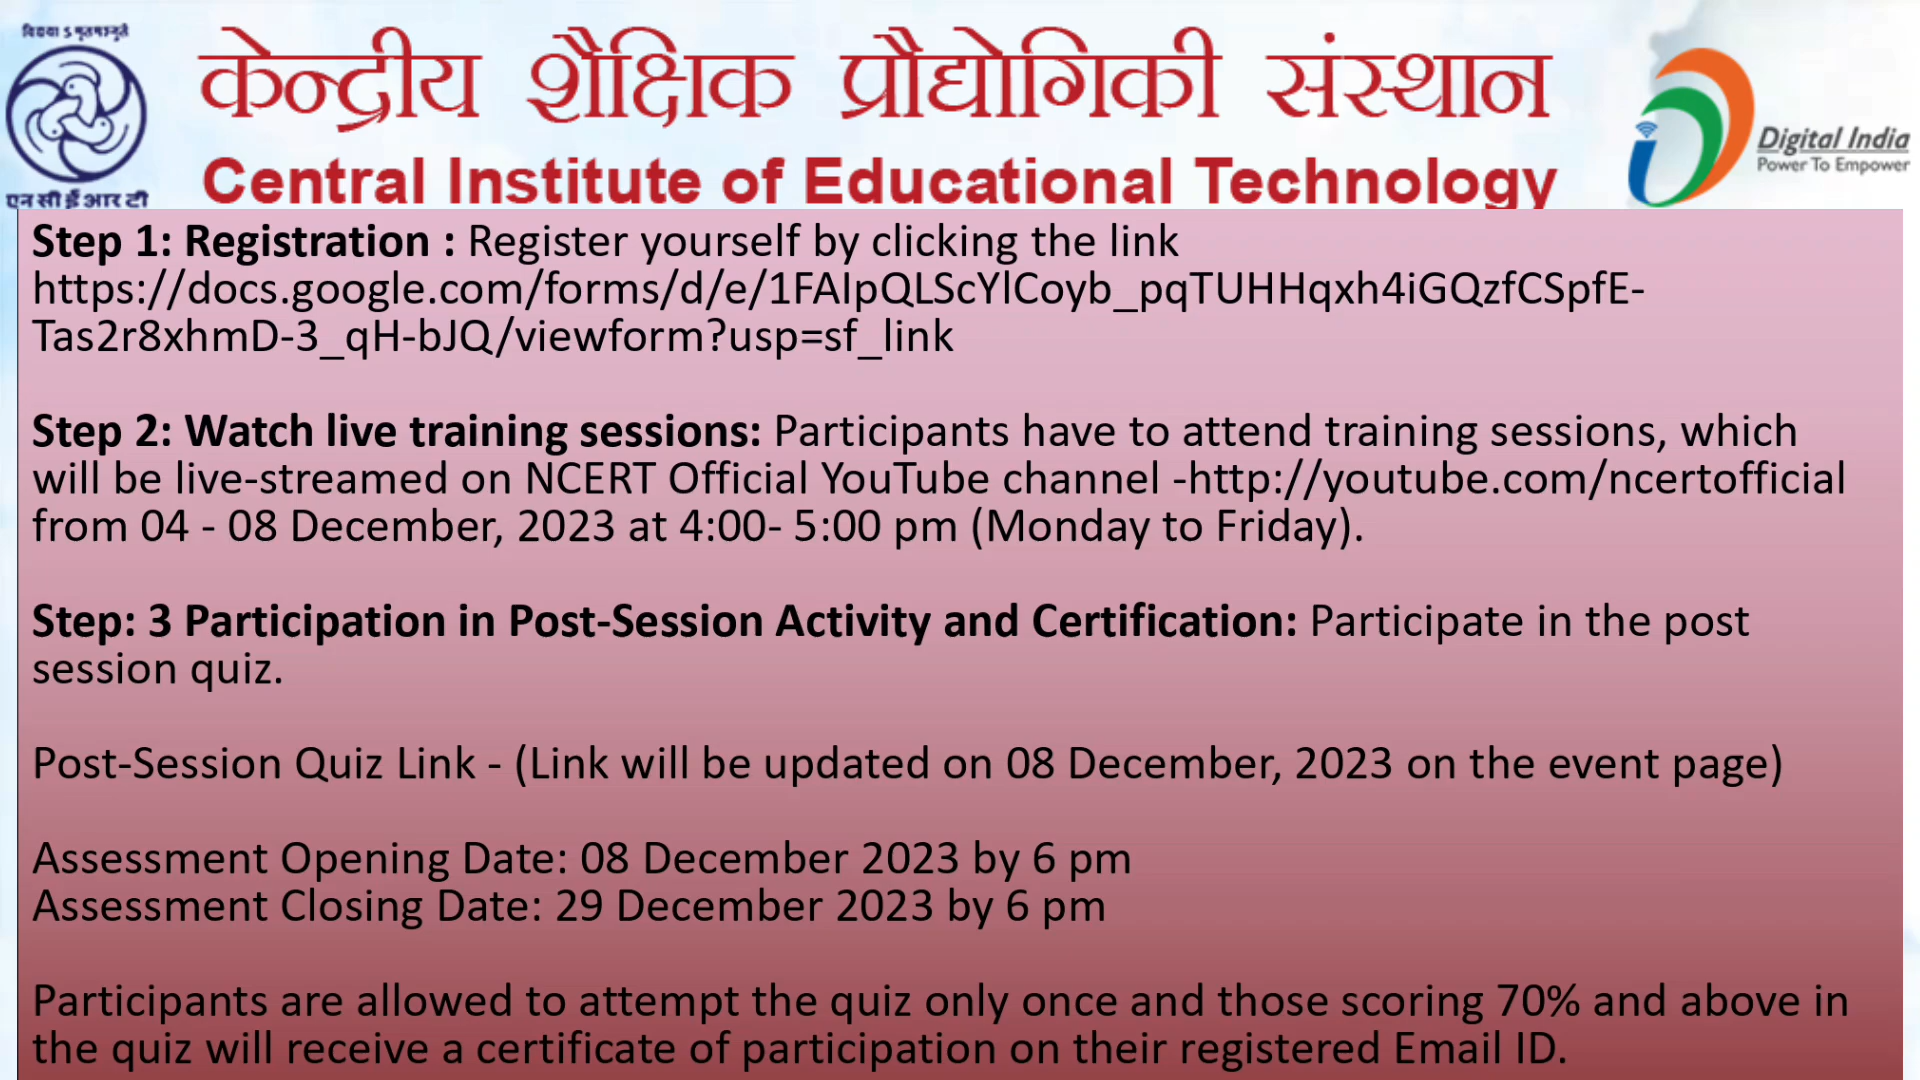 केन्द्रीय शैक्षिक प्रौद्योगिकी संस्थान
Central Institute of Educational Technology
एन सी ई आर टी
Digital India
Power To Empower
Step 1: Registration : Register yourself by clicking the link
https://docs.google.com/forms/d/e/1FAIpQLScYlCoyb_pqTUHHqxh4iGQzfCSpfE-
Tas2r8xhmD-3_qH-bJQ/viewform?usp=sf_link
Step 2: Watch live training sessions: Participants have to attend training sessions, which
will be live-streamed on NCERT Official YouTube channel -http://youtube.com/ncertofficial
from 04 - 08 December, 2023 at 4:00- 5:00 pm (Monday to Friday).
Step: 3 Participation in Post-Session Activity and Certification: Participate in the post
session quiz.
Post-Session Quiz Link - (Link will be updated on 08 December, 2023 on the event page)
Assessment Opening Date: 08 December 2023 by 6 pm
Assessment Closing Date: 29 December 2023 by 6 pm
Participants are allowed to attempt the quiz only once and those scoring 70% and above in
the quiz will receive a certificate of participation on their registered Email ID.